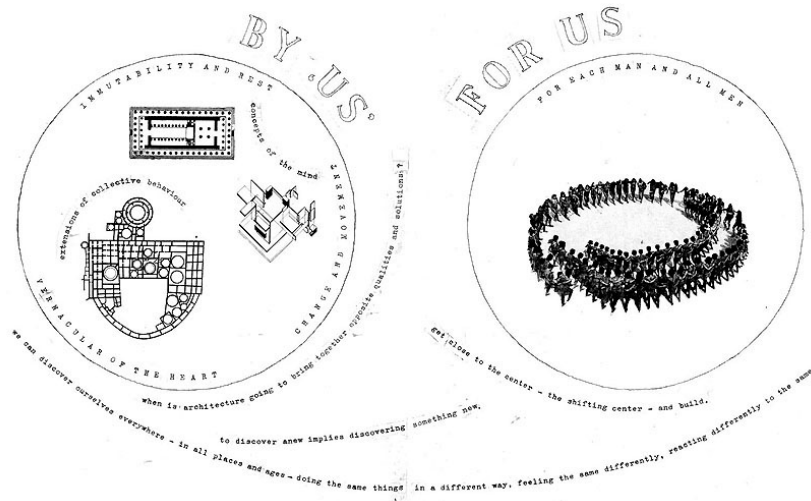 BY US
IMMUTABILITY AND REST
concepts of the mind
extensions of collective behaviour
CHANGE AND MOVEMENT
VERNACULAR OF THE HEART
when is architecture going to bring together opposite qualities and solutions?
FOR US
FOR EACH MAN AND ALL MEN
get close to the center - the shifting center - and build.
to discover anew implies discovering something new.
we can discover ourselves everywhere - in all places and ages - doing the same things in a different way, feeling the same differently, reacting differently to the same